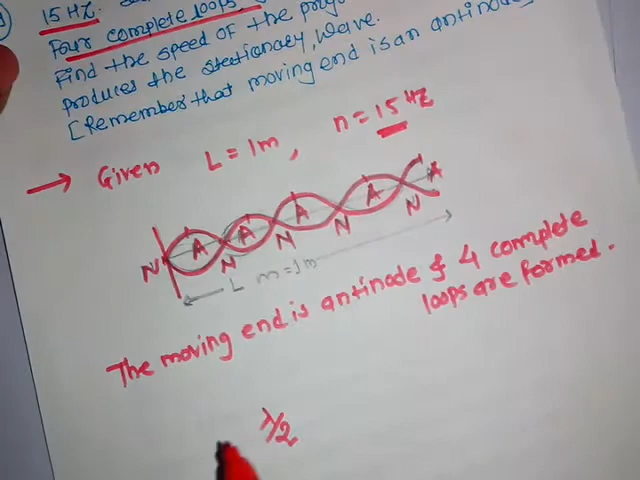 15 Hz.
Four complete loops
Find the speed of the
produces the stationary, wave.
[Remember that moving end is an antinode
→ Given L = 1m, n = 15 Hz
A A A A A
N N N N N
L m = 1m
The moving end is antinode & 4 complete
loops are formed.
λ/2